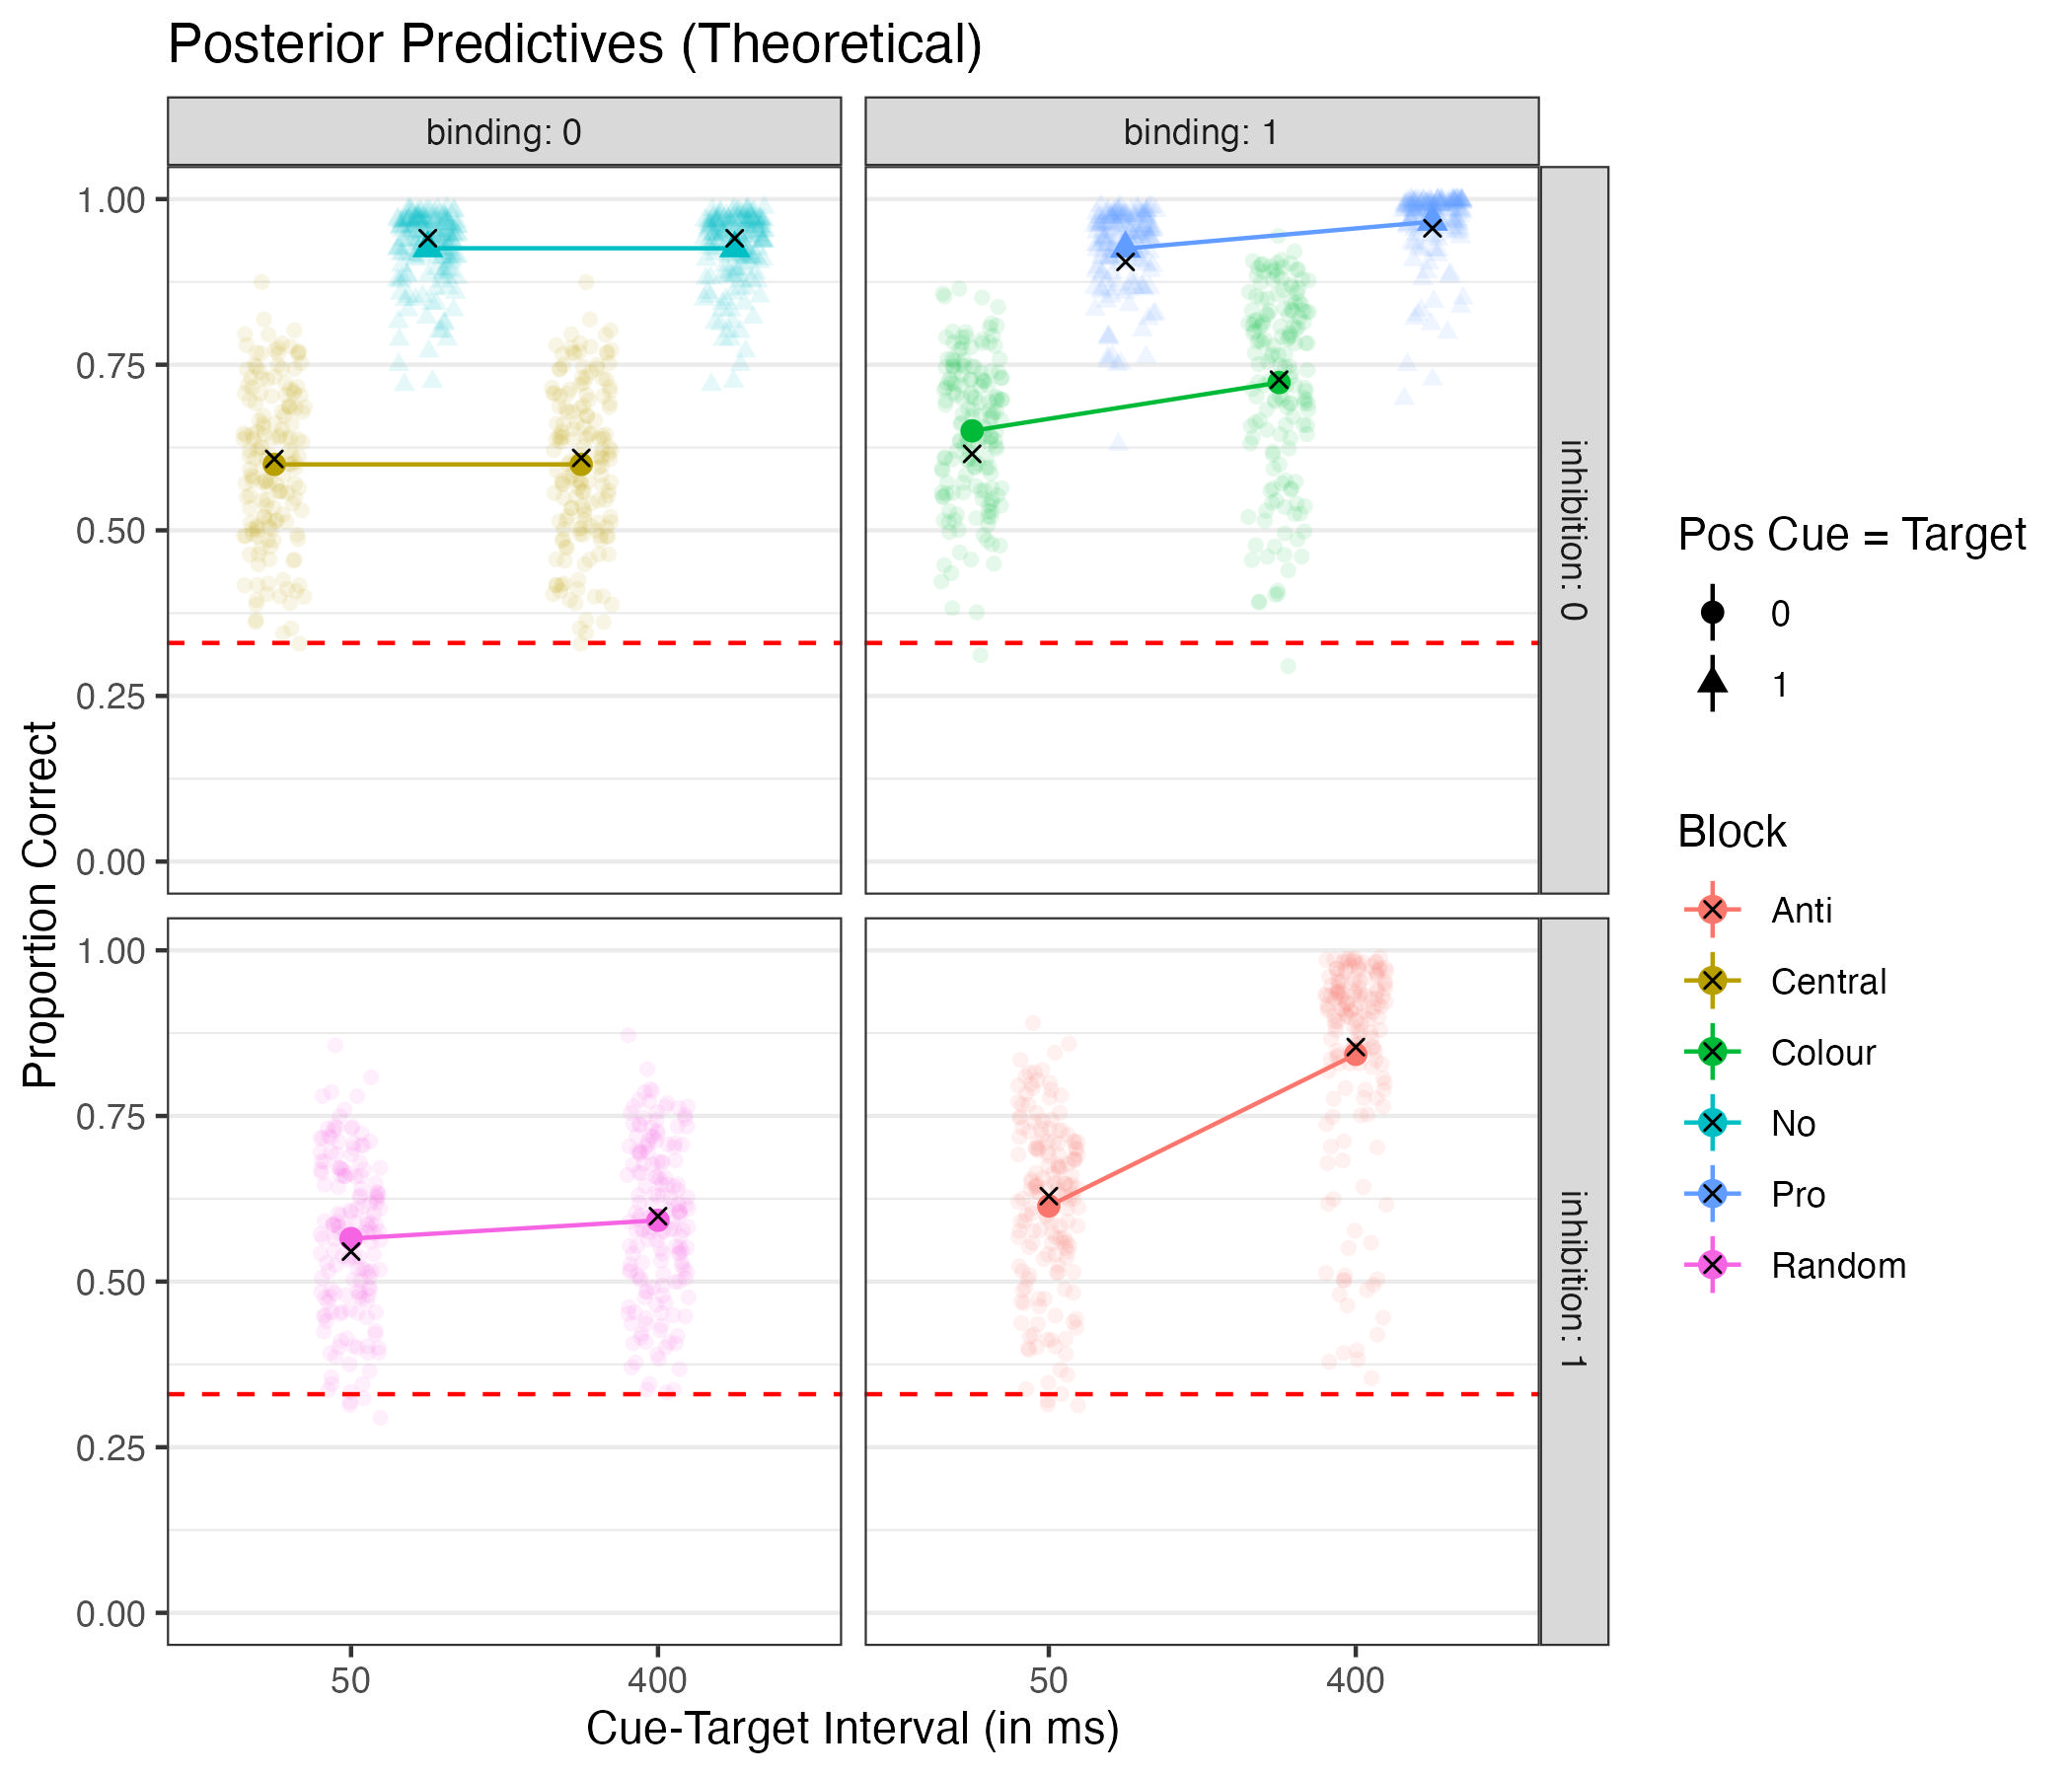 Posterior Predictives (Theoretical)
binding: 0
binding: 1
1.00
0.75
0.50
0.25
0.00
inhibition: 0
1.00
0.75
0.50
0.25
0.00
inhibition: 1
Proportion Correct
50
400
50
400
Cue-Target Interval (in ms)
Pos Cue = Target
0
1
Block
Anti
Central
Colour
No
Pro
Random